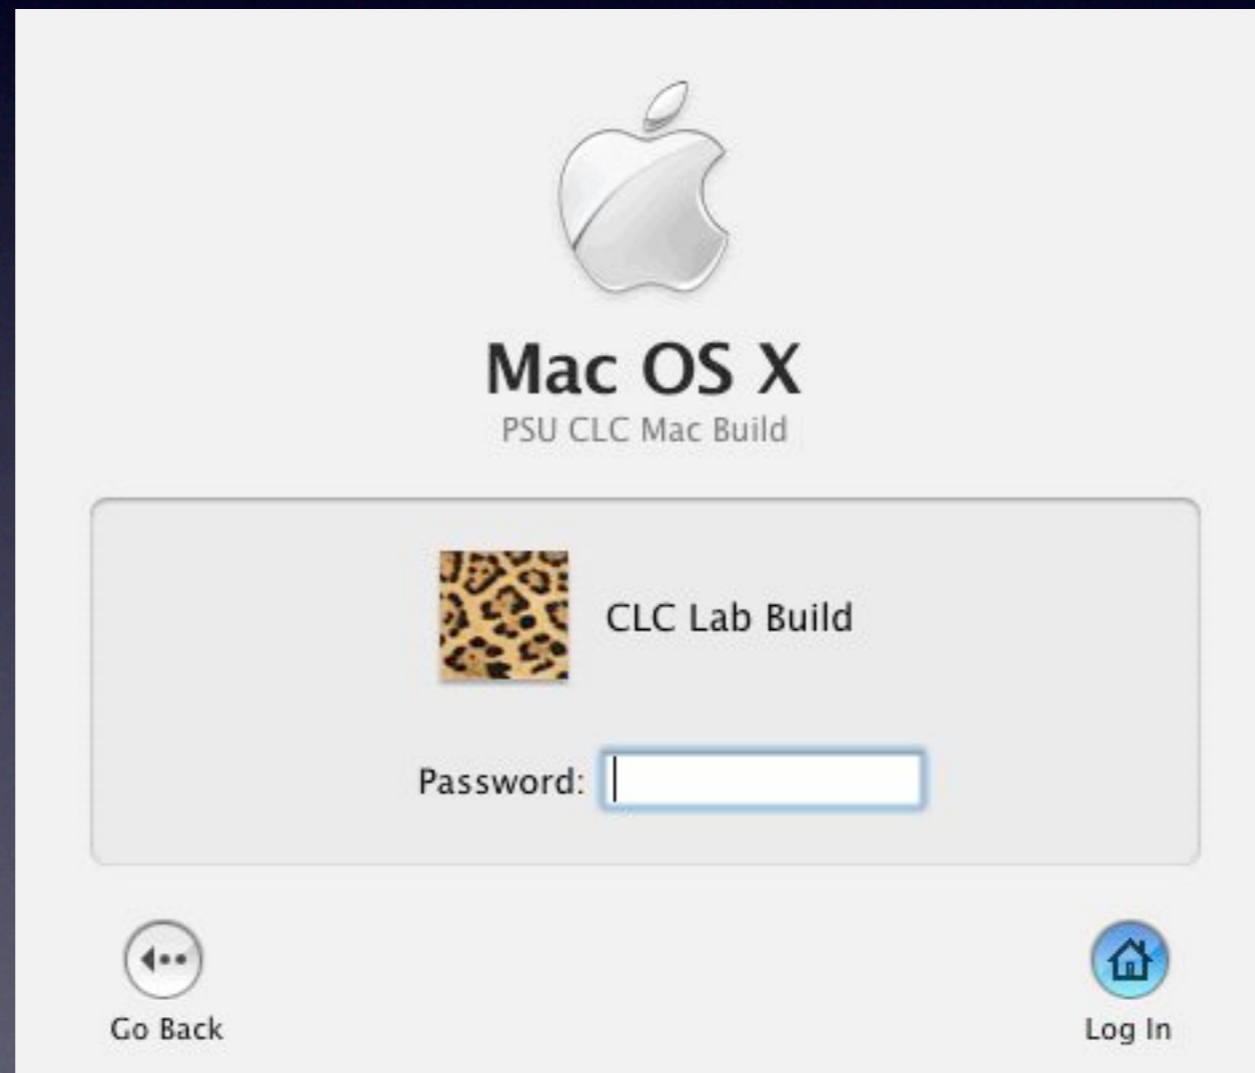 Mac OS X
PSU CLC Mac Build
CLC Lab Build
Password:
Go Back
Log In